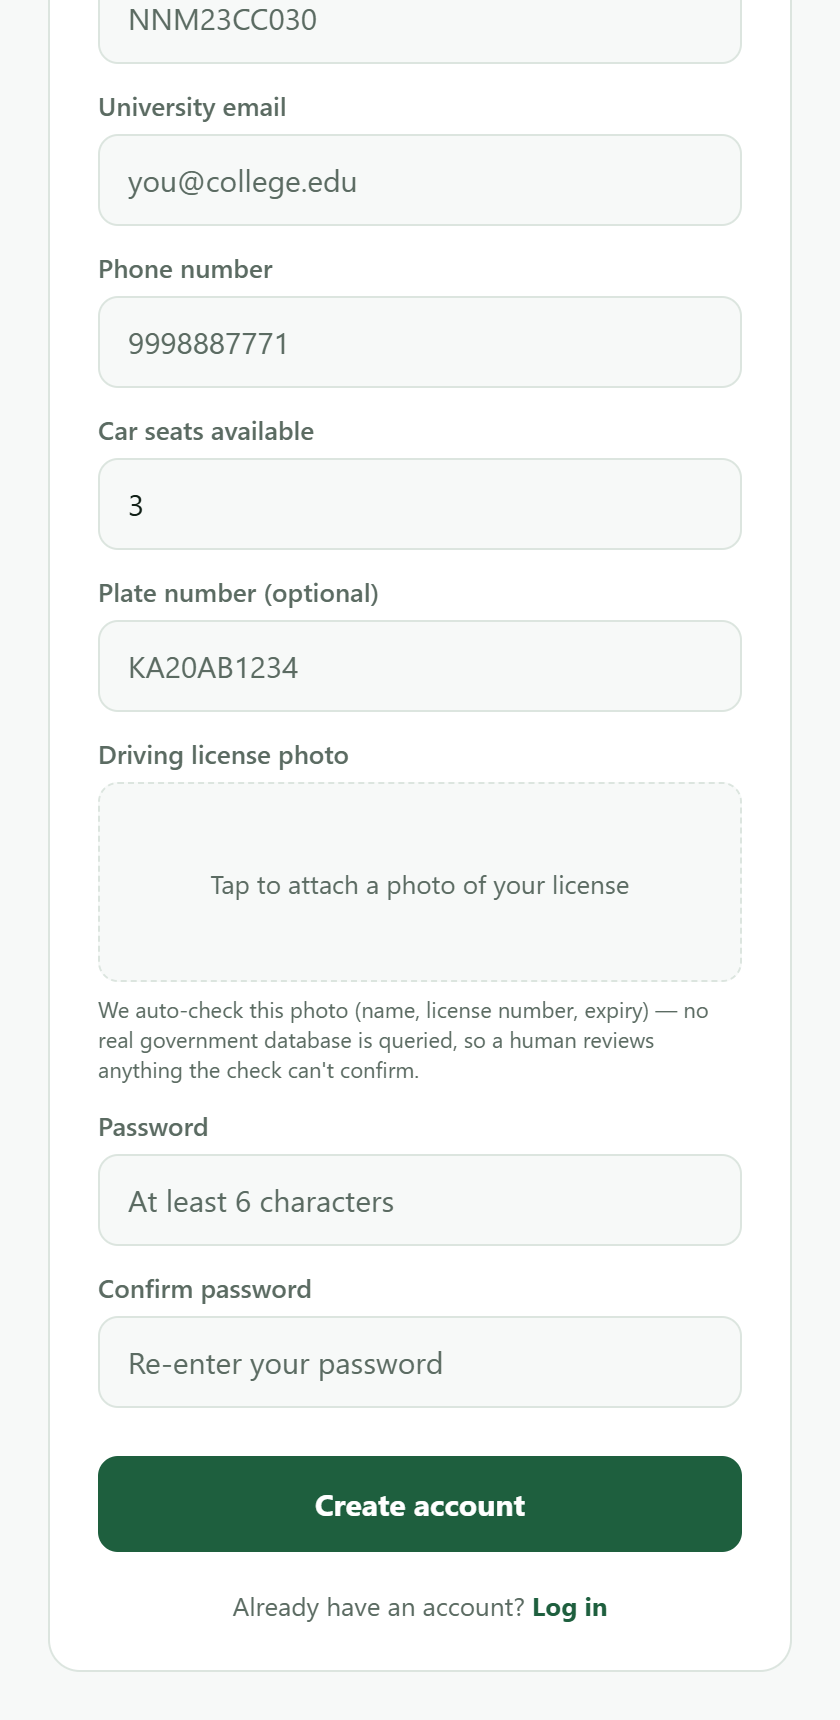 NNM23CC030
University email
you@college.edu
Phone number
9998887771
Car seats available
3
Plate number (optional)
KA20AB1234
Driving license photo
Tap to attach a photo of your license
We auto-check this photo (name, license number, expiry) — no
real government database is queried, so a human reviews
anything the check can't confirm.
Password
At least 6 characters
Confirm password
Re-enter your password
Create account
Already have an account? Log in